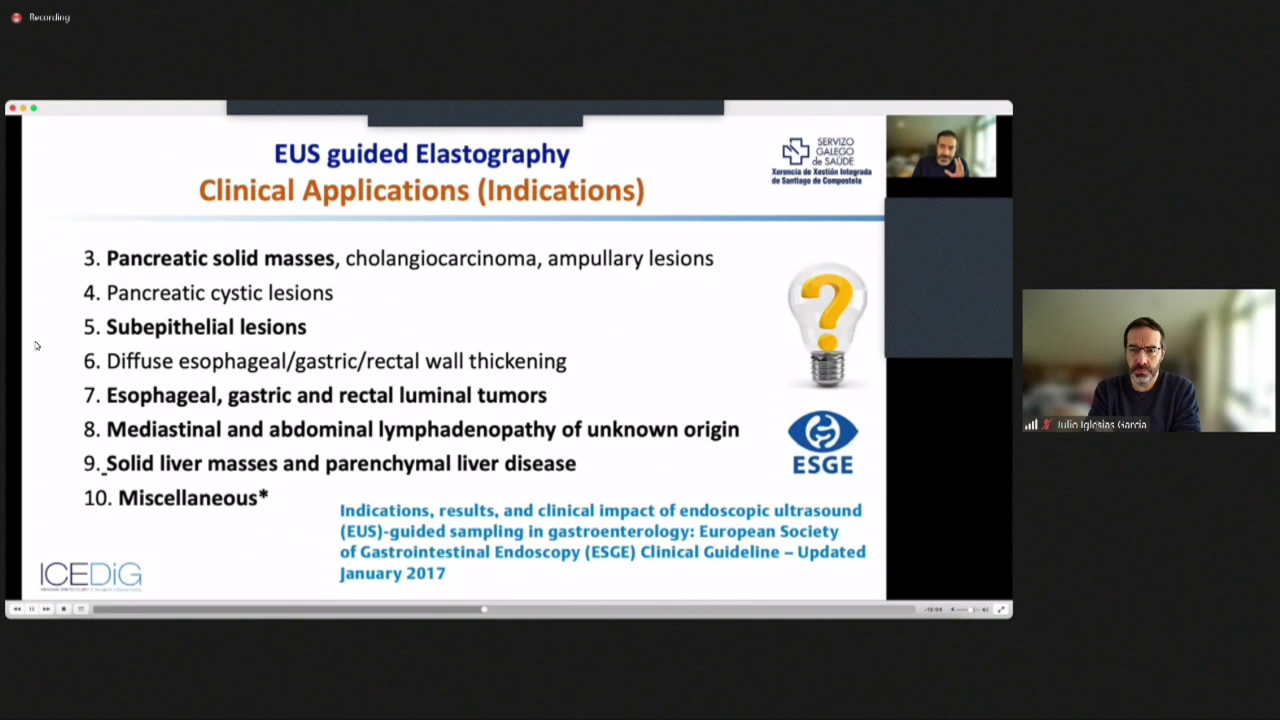 Recording
EUS guided Elastography
Clinical Applications (Indications)
SERVIZO
GALEGO
de SAÚDE
Xerencia de Xestión Integrada
de Santiago de Compostela
3. Pancreatic solid masses, cholangiocarcinoma, ampullary lesions
4. Pancreatic cystic lesions
5. Subepithelial lesions
6. Diffuse esophageal/gastric/rectal wall thickening
7. Esophageal, gastric and rectal luminal tumors
8. Mediastinal and abdominal lymphadenopathy of unknown origin
9. Solid liver masses and parenchymal liver disease
10. Miscellaneous*
ESGE
Indications, results, and clinical impact of endoscopic ultrasound
(EUS)-guided sampling in gastroenterology: European Society
of Gastrointestinal Endoscopy (ESGE) Clinical Guideline – Updated
January 2017
ICEDiG
Julio Iglesias Garcia